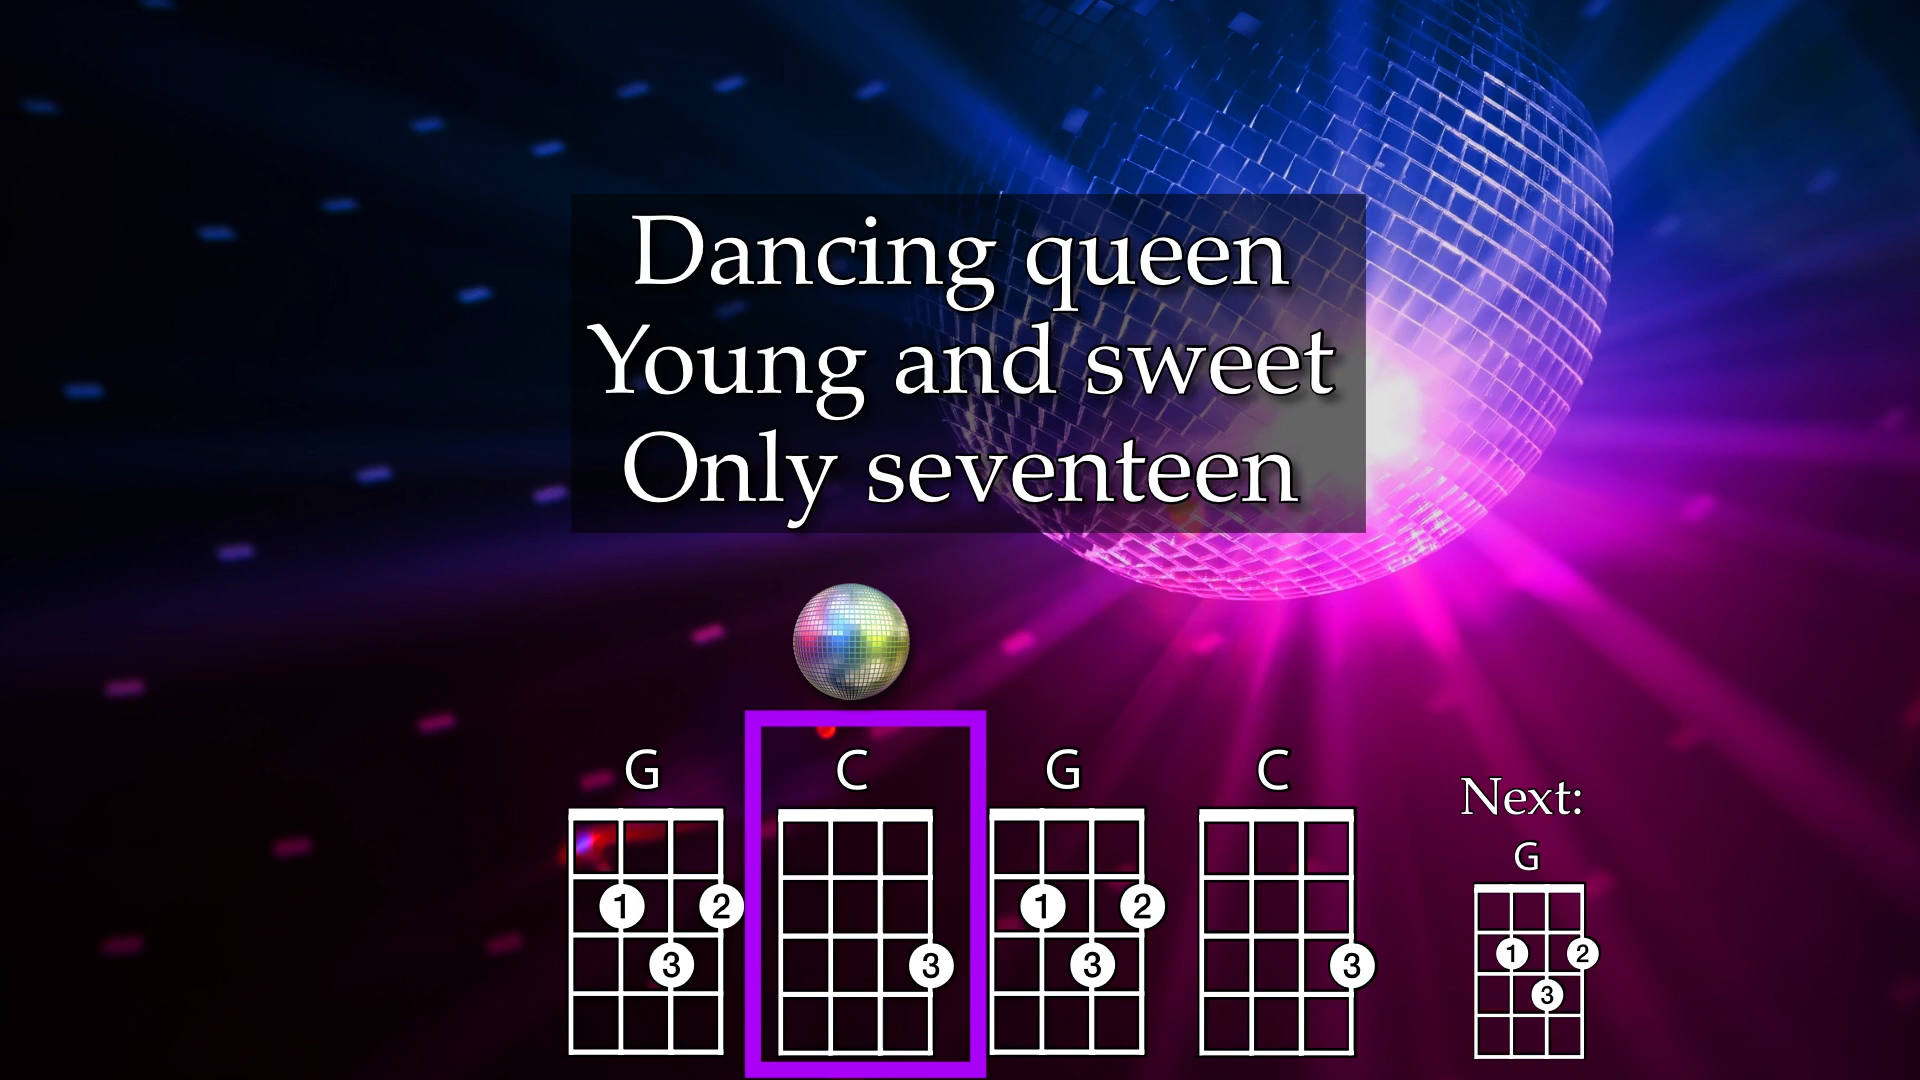 Dancing queen
Young and sweet
Only seventeen
G C G C
Next:
G
1 2 3
3
1 2 3
3
1 2 3